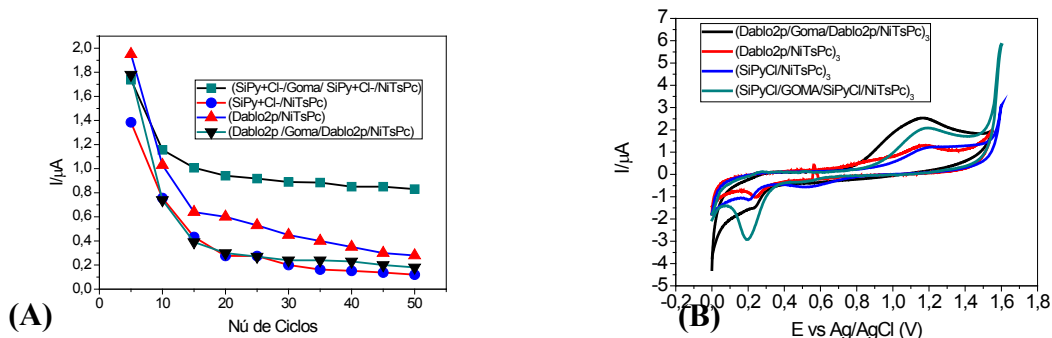 2,0
1,8
1,6
1,4
1,2
1,0
0,8
0,6
0,4
0,2
0,0
I/µA
(SiPy+Cl-/Goma/ SiPy+Cl-/NiTsPc)
(SiPy+Cl-/NiTsPc)
(Dablo2p/NiTsPc)
(Dablo2p /Goma/Dablo2p/NiTsPc)
0 10 20 30 40 50
Nú de Ciclos
(A)
7
6
5
4
3
2
1
0
-1
-2
-3
-4
-5
I/µA
(Dablo2p/Goma/Dablo2p/NiTsPc)₃
(Dablo2p/NiTsPc)₃
(SiPyCl/NiTsPc)₃
(SiPyCl/GOMA/SiPyCl/NiTsPc)₃
-0,2 0,0 0,2 0,4 0,6 0,8 1,0 1,2 1,4 1,6 1,8
E vs Ag/AgCl (V)
(B)